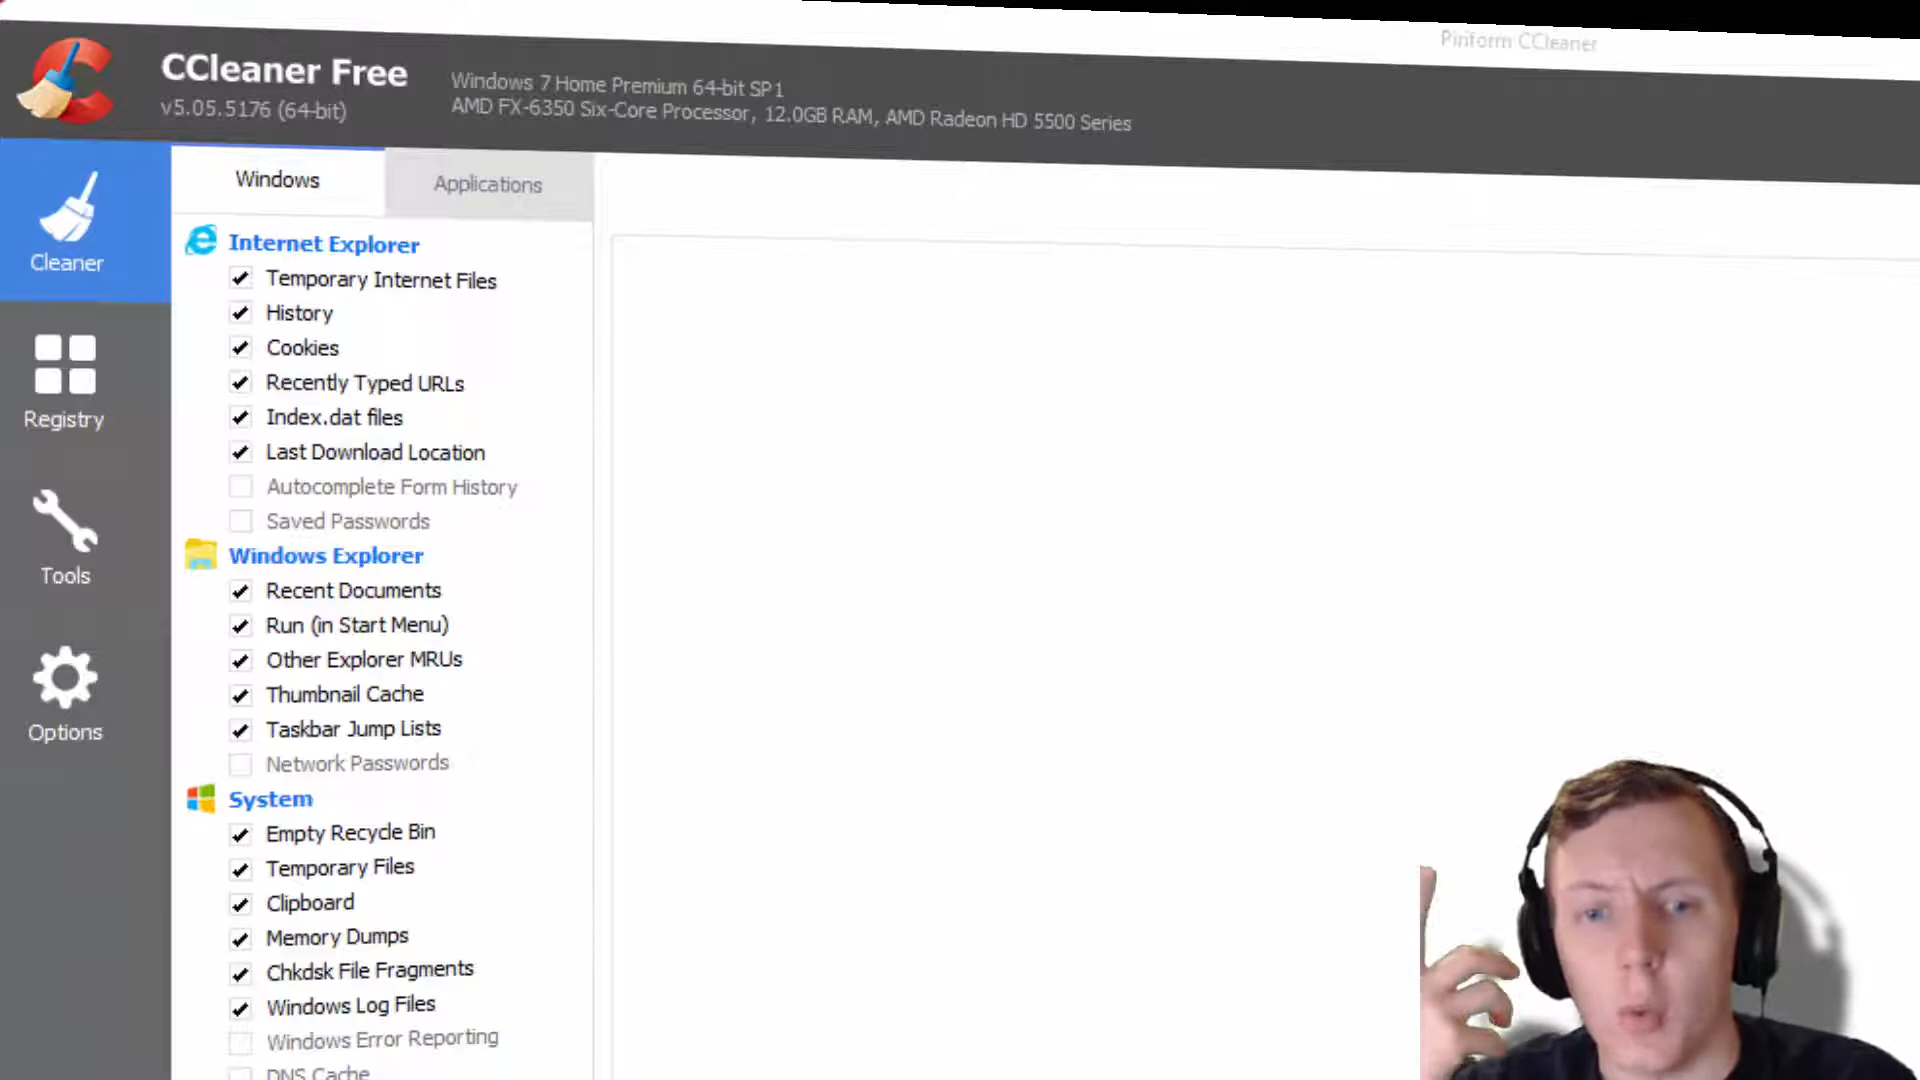 Piriform CCleaner
CCleaner Free
v5.05.5176 (64-bit)
Windows 7 Home Premium 64-bit SP1
AMD FX-6350 Six-Core Processor, 12.0GB RAM, AMD Radeon HD 5500 Series
Cleaner
Registry
Tools
Options
Windows
Applications
Internet Explorer
Temporary Internet Files
History
Cookies
Recently Typed URLs
Index.dat files
Last Download Location
Autocomplete Form History
Saved Passwords
Windows Explorer
Recent Documents
Run (in Start Menu)
Other Explorer MRUs
Thumbnail Cache
Taskbar Jump Lists
Network Passwords
System
Empty Recycle Bin
Temporary Files
Clipboard
Memory Dumps
Chkdsk File Fragments
Windows Log Files
Windows Error Reporting
DNS Cache